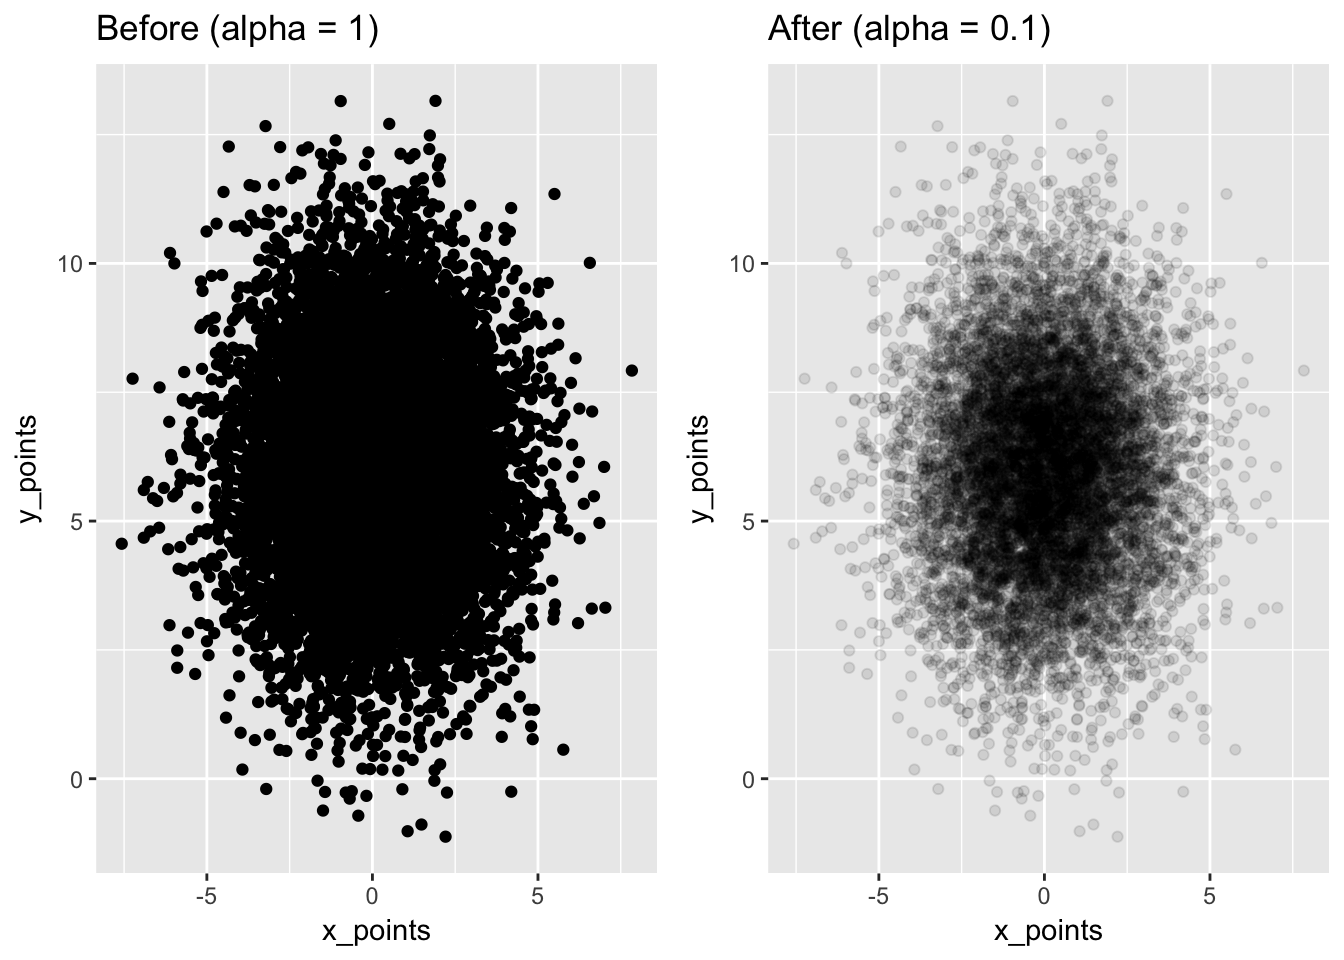 Before (alpha = 1)
y_points
10
5
0
-5 0 5
x_points
After (alpha = 0.1)
y_points
10
5
0
-5 0 5
x_points